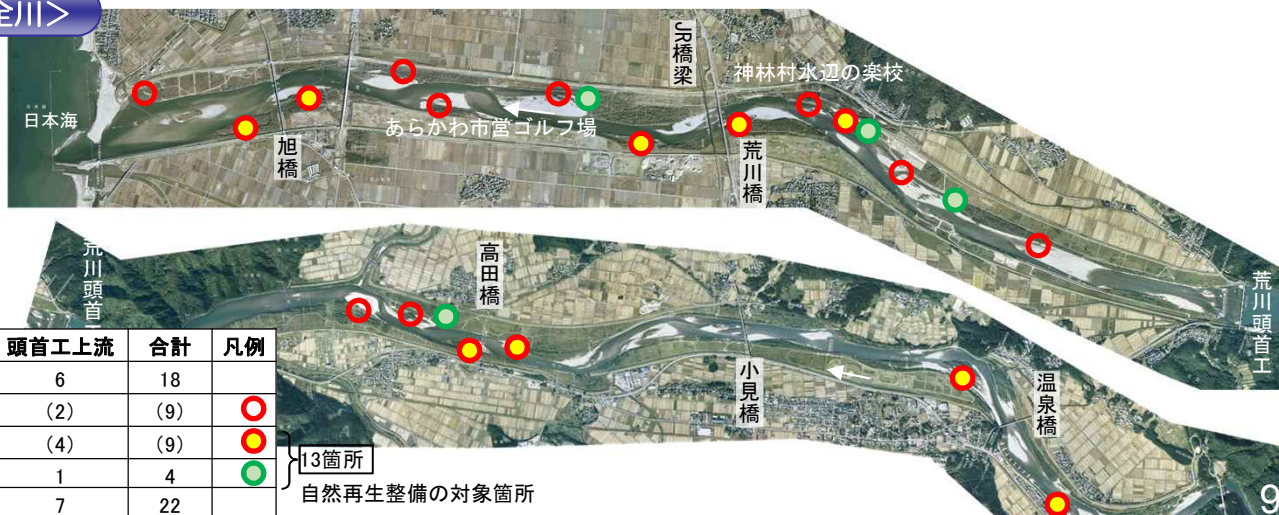 全川＞
日本海
旭橋
あらかわ市営ゴルフ場
JR橋梁
荒川橋
神林村水辺の楽校
荒川頭首工
荒川頭首工
高田橋
小見橋
温泉橋
頭首工上流 合計 凡例
6 18
(2) (9)
(4) (9)
1 4
7 22
13箇所
自然再生整備の対象箇所
9